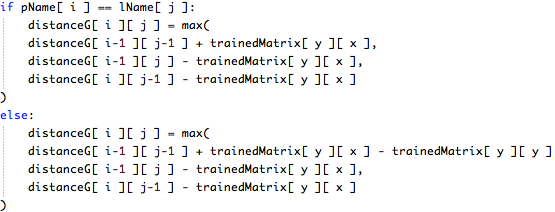 if pName[ i ] == lName[ j ]:
    distanceG[ i ][ j ] = max(
    distanceG[ i-1 ][ j-1 ] + trainedMatrix[ y ][ x ],
    distanceG[ i-1 ][ j ] - trainedMatrix[ y ][ x ],
    distanceG[ i ][ j-1 ] - trainedMatrix[ y ][ x ]
)
else:
    distanceG[ i ][ j ] = max(
    distanceG[ i-1 ][ j-1 ] + trainedMatrix[ y ][ x ] - trainedMatrix[ y ][ y ]
    distanceG[ i-1 ][ j ] - trainedMatrix[ y ][ x ],
    distanceG[ i ][ j-1 ] - trainedMatrix[ y ][ x ]
)